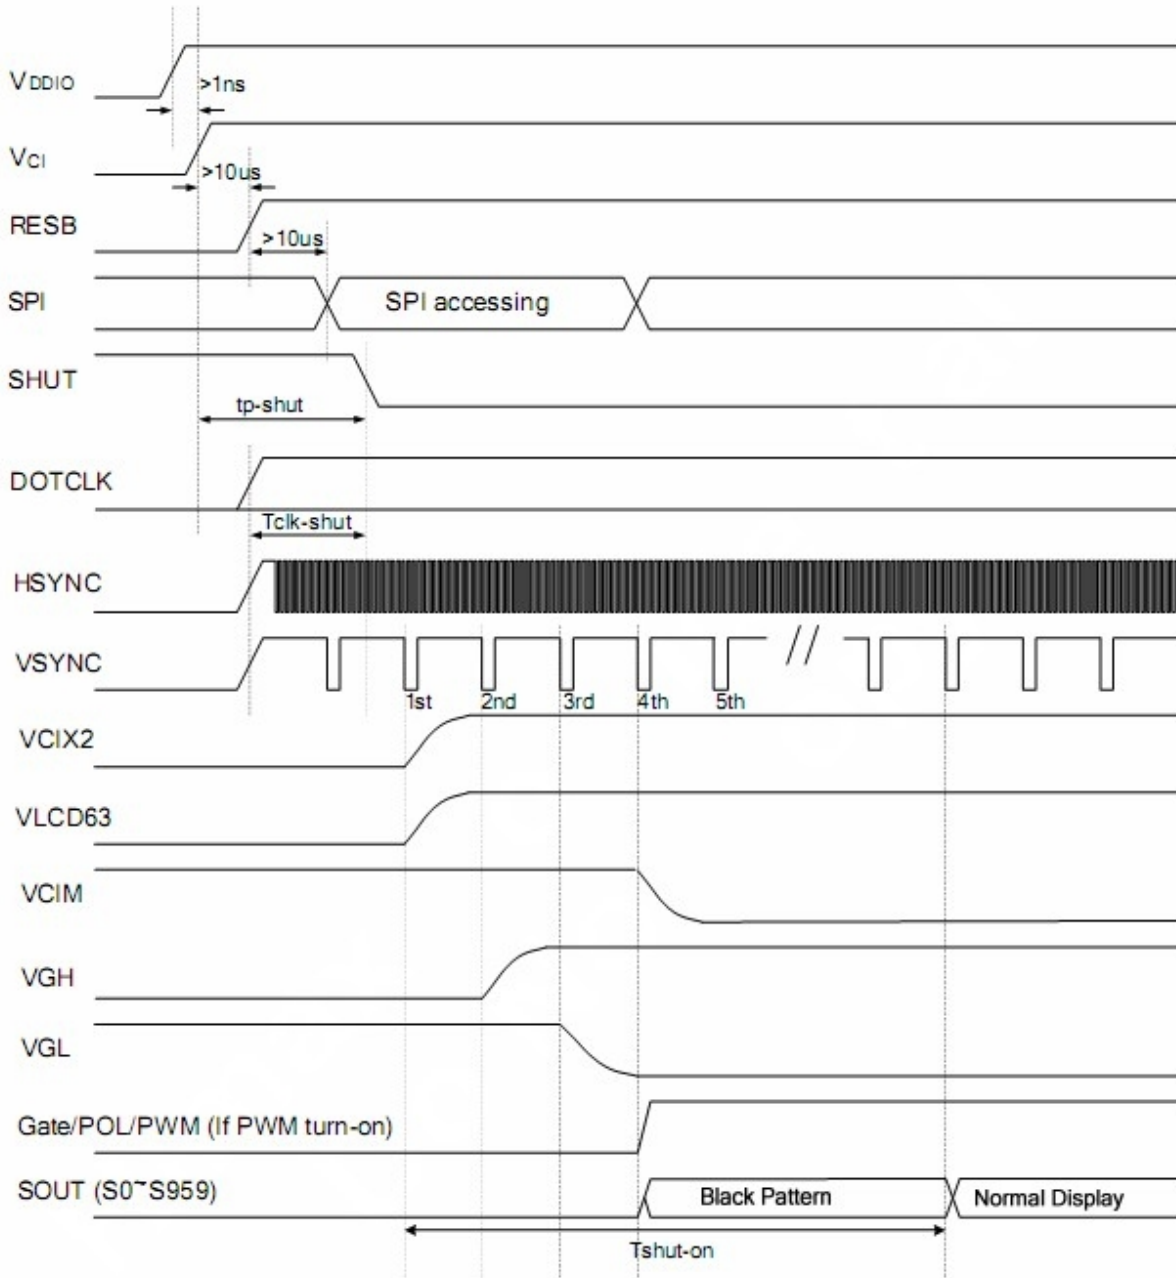 VDDIO
>1ns
VCI
>10us
RESB
>10us
SPI
SPI accessing
SHUT
tp-shut
DOTCLK
Tclk-shut
HSYNC
VSYNC
//
1st 2nd 3rd 4th 5th
VCIX2
VLCD63
VCIM
VGH
VGL
Gate/POL/PWM (If PWM turn-on)
SOUT (S0~S959)
Black Pattern
Normal Display
Tshut-on